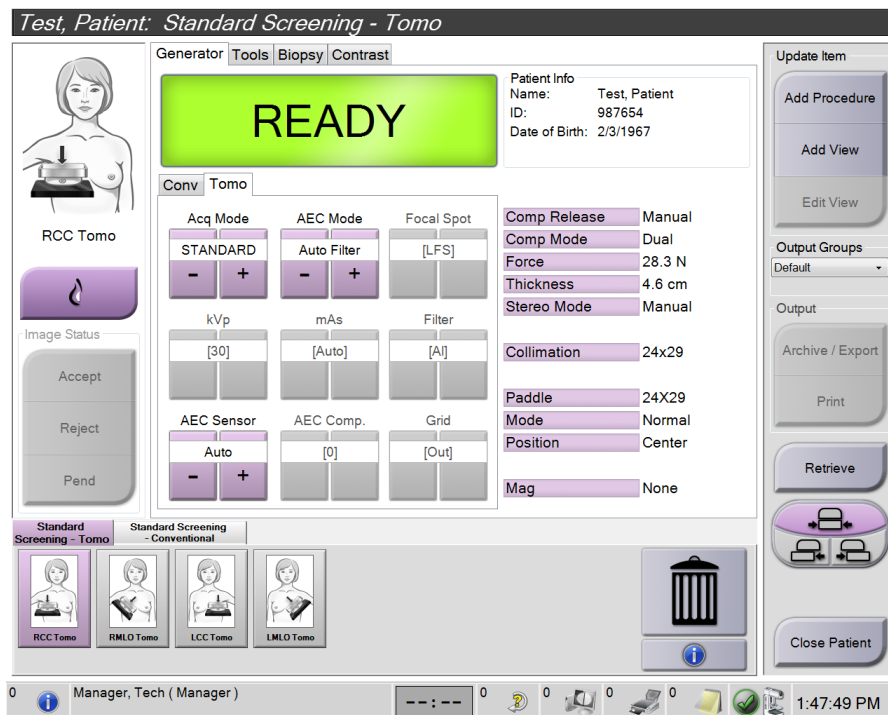 Test, Patient:  Standard Screening - Tomo
Generator Tools Biopsy Contrast
READY
Patient Info
Name: Test, Patient
ID: 987654
Date of Birth: 2/3/1967
RCC Tomo
Image Status
Accept
Reject
Pend
Conv Tomo
Acq Mode AEC Mode Focal Spot
STANDARD Auto Filter [LFS]
- + - +
kVp mAs Filter
[30] [Auto] [Al]
AEC Sensor AEC Comp. Grid
Auto [0] [Out]
- +
Comp Release Manual
Comp Mode Dual
Force 28.3 N
Thickness 4.6 cm
Stereo Mode Manual
Collimation 24x29
Paddle 24X29
Mode Normal
Position Center
Mag None
Update Item
Add Procedure
Add View
Edit View
Output Groups
Default
Output
Archive / Export
Print
Retrieve
Close Patient
Standard
Screening - Tomo
Standard Screening
- Conventional
RCC Tomo RMLO Tomo LCC Tomo LMLO Tomo
0 Manager, Tech ( Manager ) --:-- 0 0 0 0 1:47:49 PM